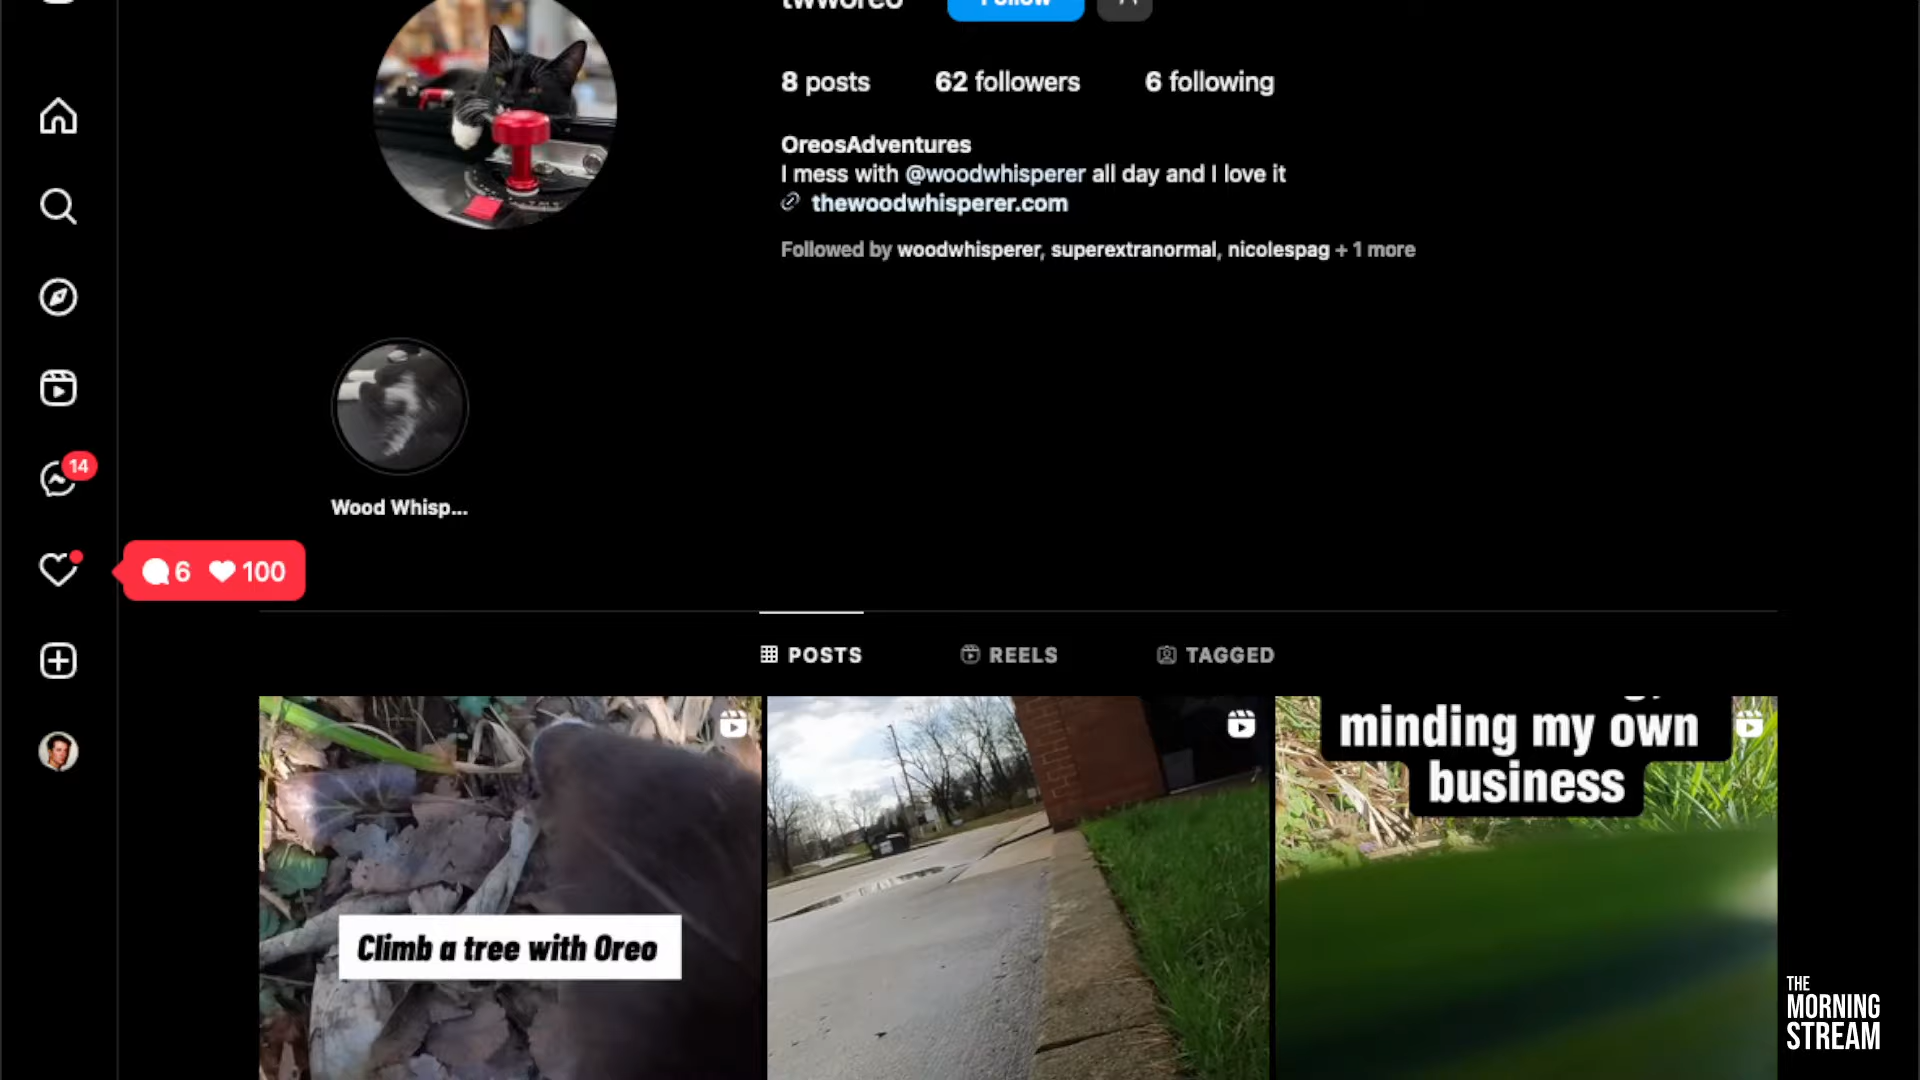 twworeo Follow
8 posts 62 followers 6 following
OreosAdventures
I mess with @woodwhisperer all day and I love it
thewoodwhisperer.com
Followed by woodwhisperer, superextranormal, nicolespag + 1 more
14
Wood Whisp...
6 100
POSTS REELS TAGGED
minding my own
business
Climb a tree with Oreo
THE
MORNING
STREAM